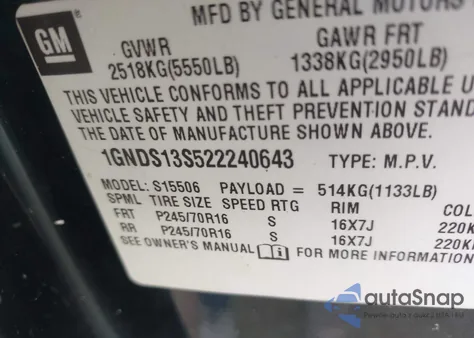 MFD BY GENERAL MOTORS
GM
GVWR GAWR FRT
2518KG(5550LB) 1338KG(2950LB)
THIS VEHICLE CONFORMS TO ALL APPLICABLE
VEHICLE SAFETY AND THEFT PREVENTION STAND
THE DATE OF MANUFACTURE SHOWN ABOVE.
1GNDS13S522240643 TYPE: M.P.V.
MODEL: S15506 PAYLOAD = 514KG(1133LB)
SPML TIRE SIZE SPEED RTG RIM COL
FRT P245/70R16 S 16X7J 220K
RR P245/70R16 S 16X7J 220K
SEE OWNER'S MANUAL FOR MORE INFORMATION
autaSnap